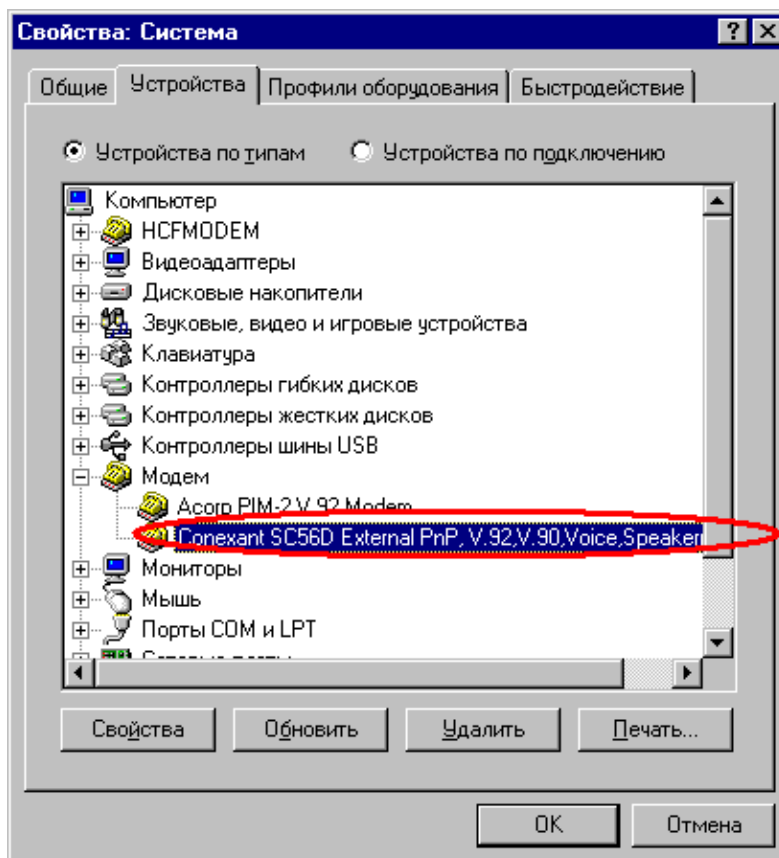 Свойства: Система
Общие Устройства Профили оборудования Быстродействие
Устройства по типам Устройства по подключению
Компьютер
HCFMODEM
Видеоадаптеры
Дисковые накопители
Звуковые, видео и игровые устройства
Клавиатура
Контроллеры гибких дисков
Контроллеры жестких дисков
Контроллеры шины USB
Модем
Acorp PIM-2 V.92 Modem
Conexant SC56D External PnP, V.92,V.90,Voice,Speaker
Мониторы
Мышь
Порты COM и LPT
Свойства Обновить Удалить Печать...
OK Отмена